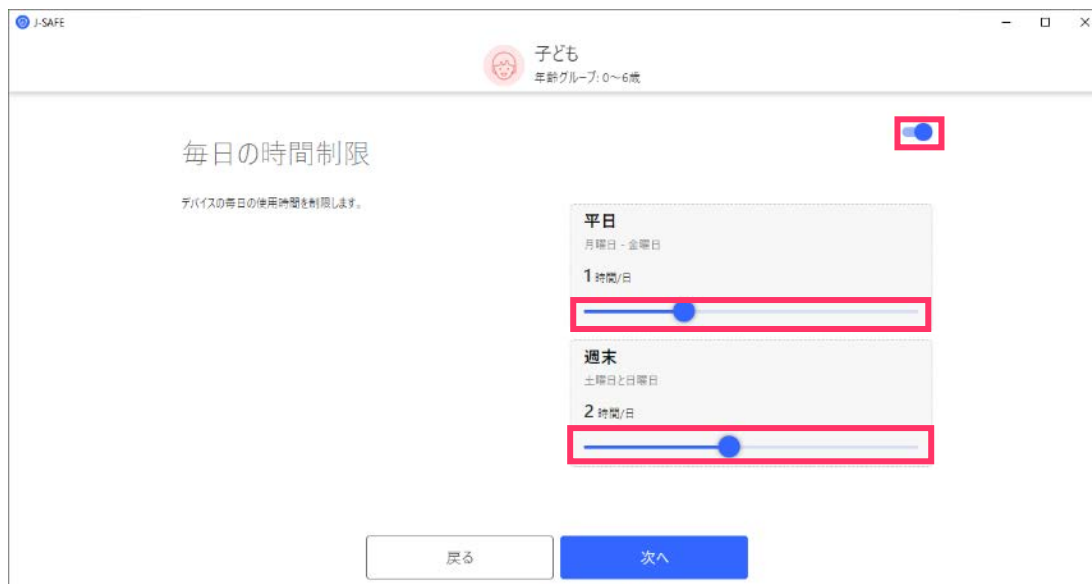 J-SAFE
子ども
年齢グループ: 0～6歳
毎日の時間制限
デバイスの毎日の使用時間を制限します。
平日
月曜日 - 金曜日
1 時間/日
週末
土曜日と日曜日
2 時間/日
戻る
次へ